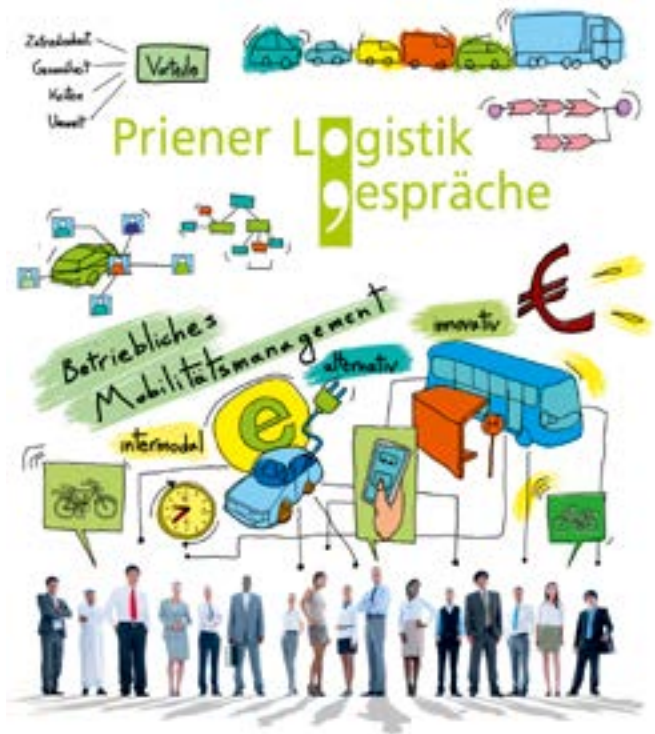 Zufriedenheit
Gesundheit
Kosten
Umwelt
Vorteile
Priener Logistik
gespräche
Betriebliches
Mobilitätsmanagement
innovativ
alternativ
intermodal
e
€